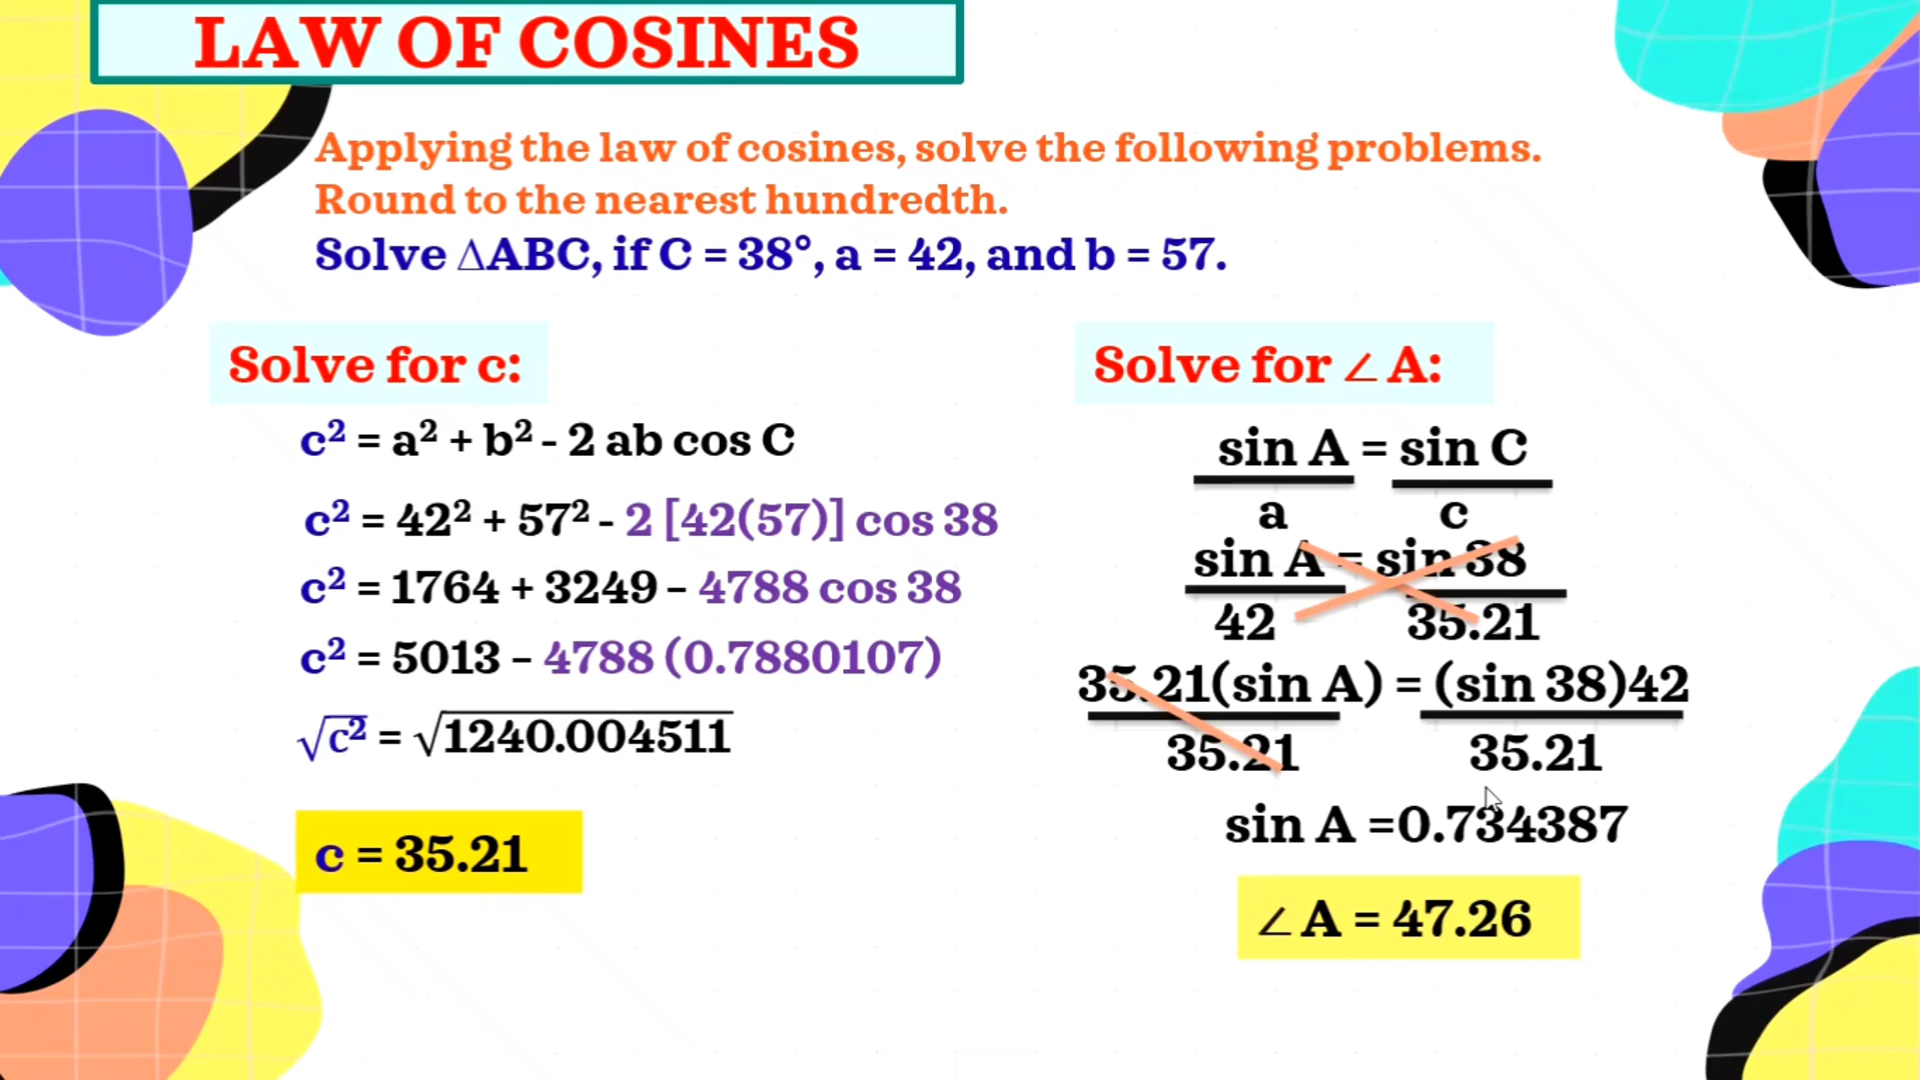 LAW OF COSINES
Applying the law of cosines, solve the following problems.
Round to the nearest hundredth.
Solve ∆ABC, if C = 38°, a = 42, and b = 57.
Solve for c:
c² = a² + b² - 2 ab cos C
c² = 42² + 57² - 2 [42(57)] cos 38
c² = 1764 + 3249 – 4788 cos 38
c² = 5013 – 4788 (0.7880107)
√c² = √1240.004511
c = 35.21
Solve for ∠ A:
sin A = sin C
a c
sin A = sin 38
42 35.21
35.21(sin A) = (sin 38)42
35.21 35.21
sin A =0.734387
∠ A = 47.26